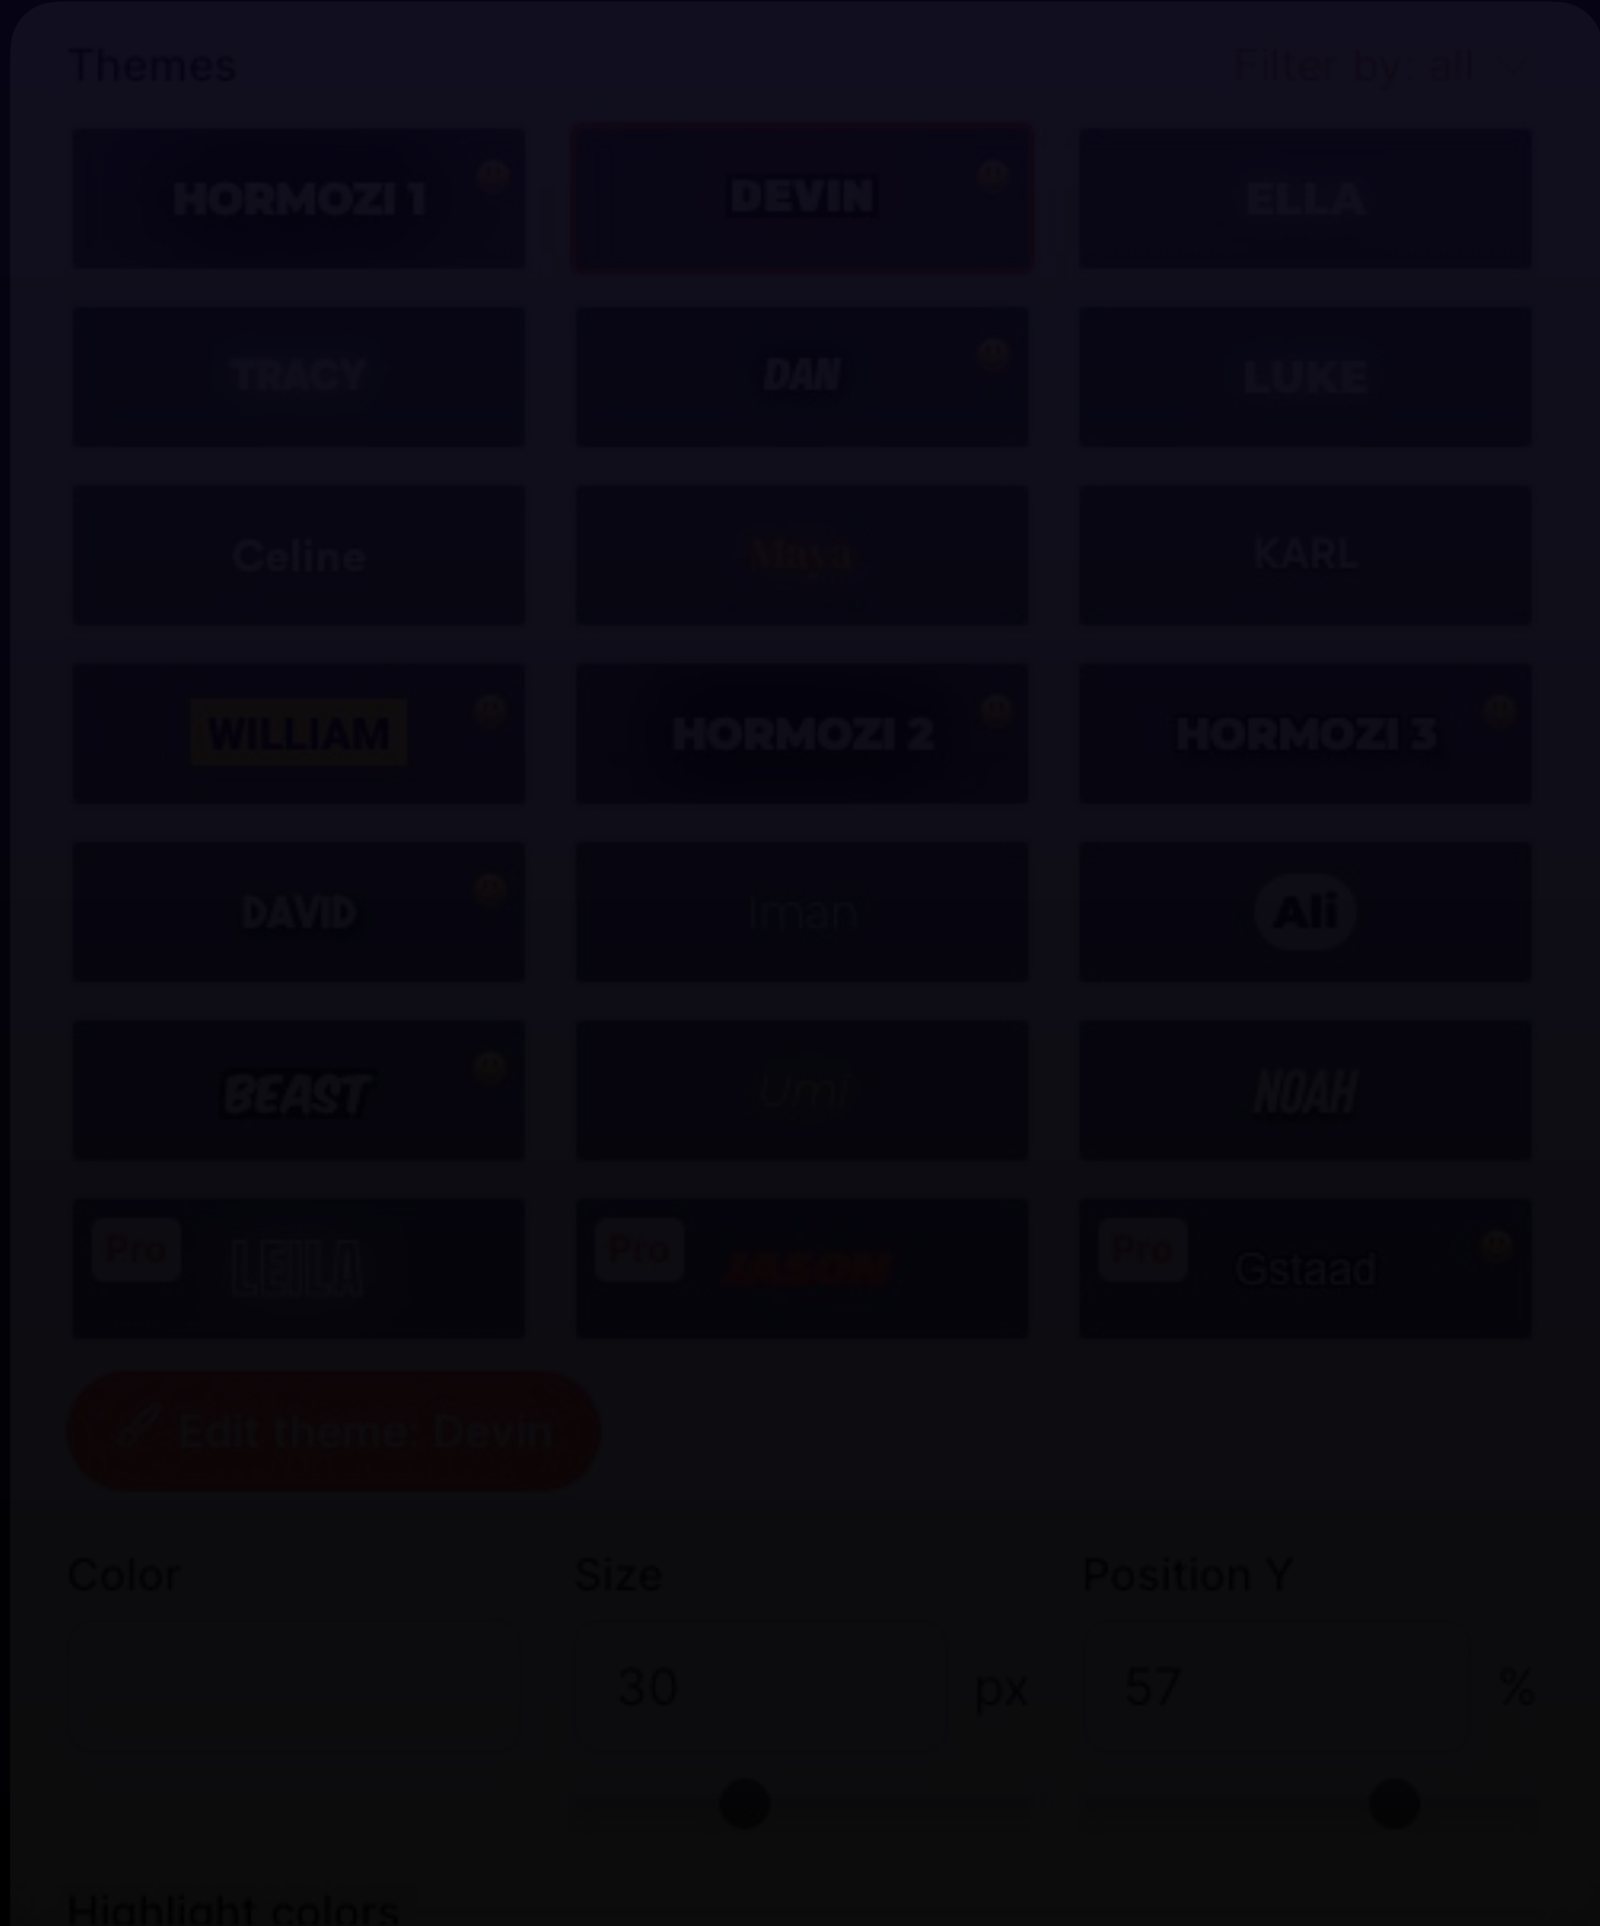 Themes Filter by: all
HORMOZI 1 DEVIN ELLA
TRACY DAN LUKE
Celine Maya KARL
WILLIAM HORMOZI 2 HORMOZI 3
DAVID Iman Ali
BEAST Umi NOAH
Pro LEILA Pro JASON Pro Gstaad
Edit theme: Devin
Color Size Position Y
30 px 57 %
Highlight colors